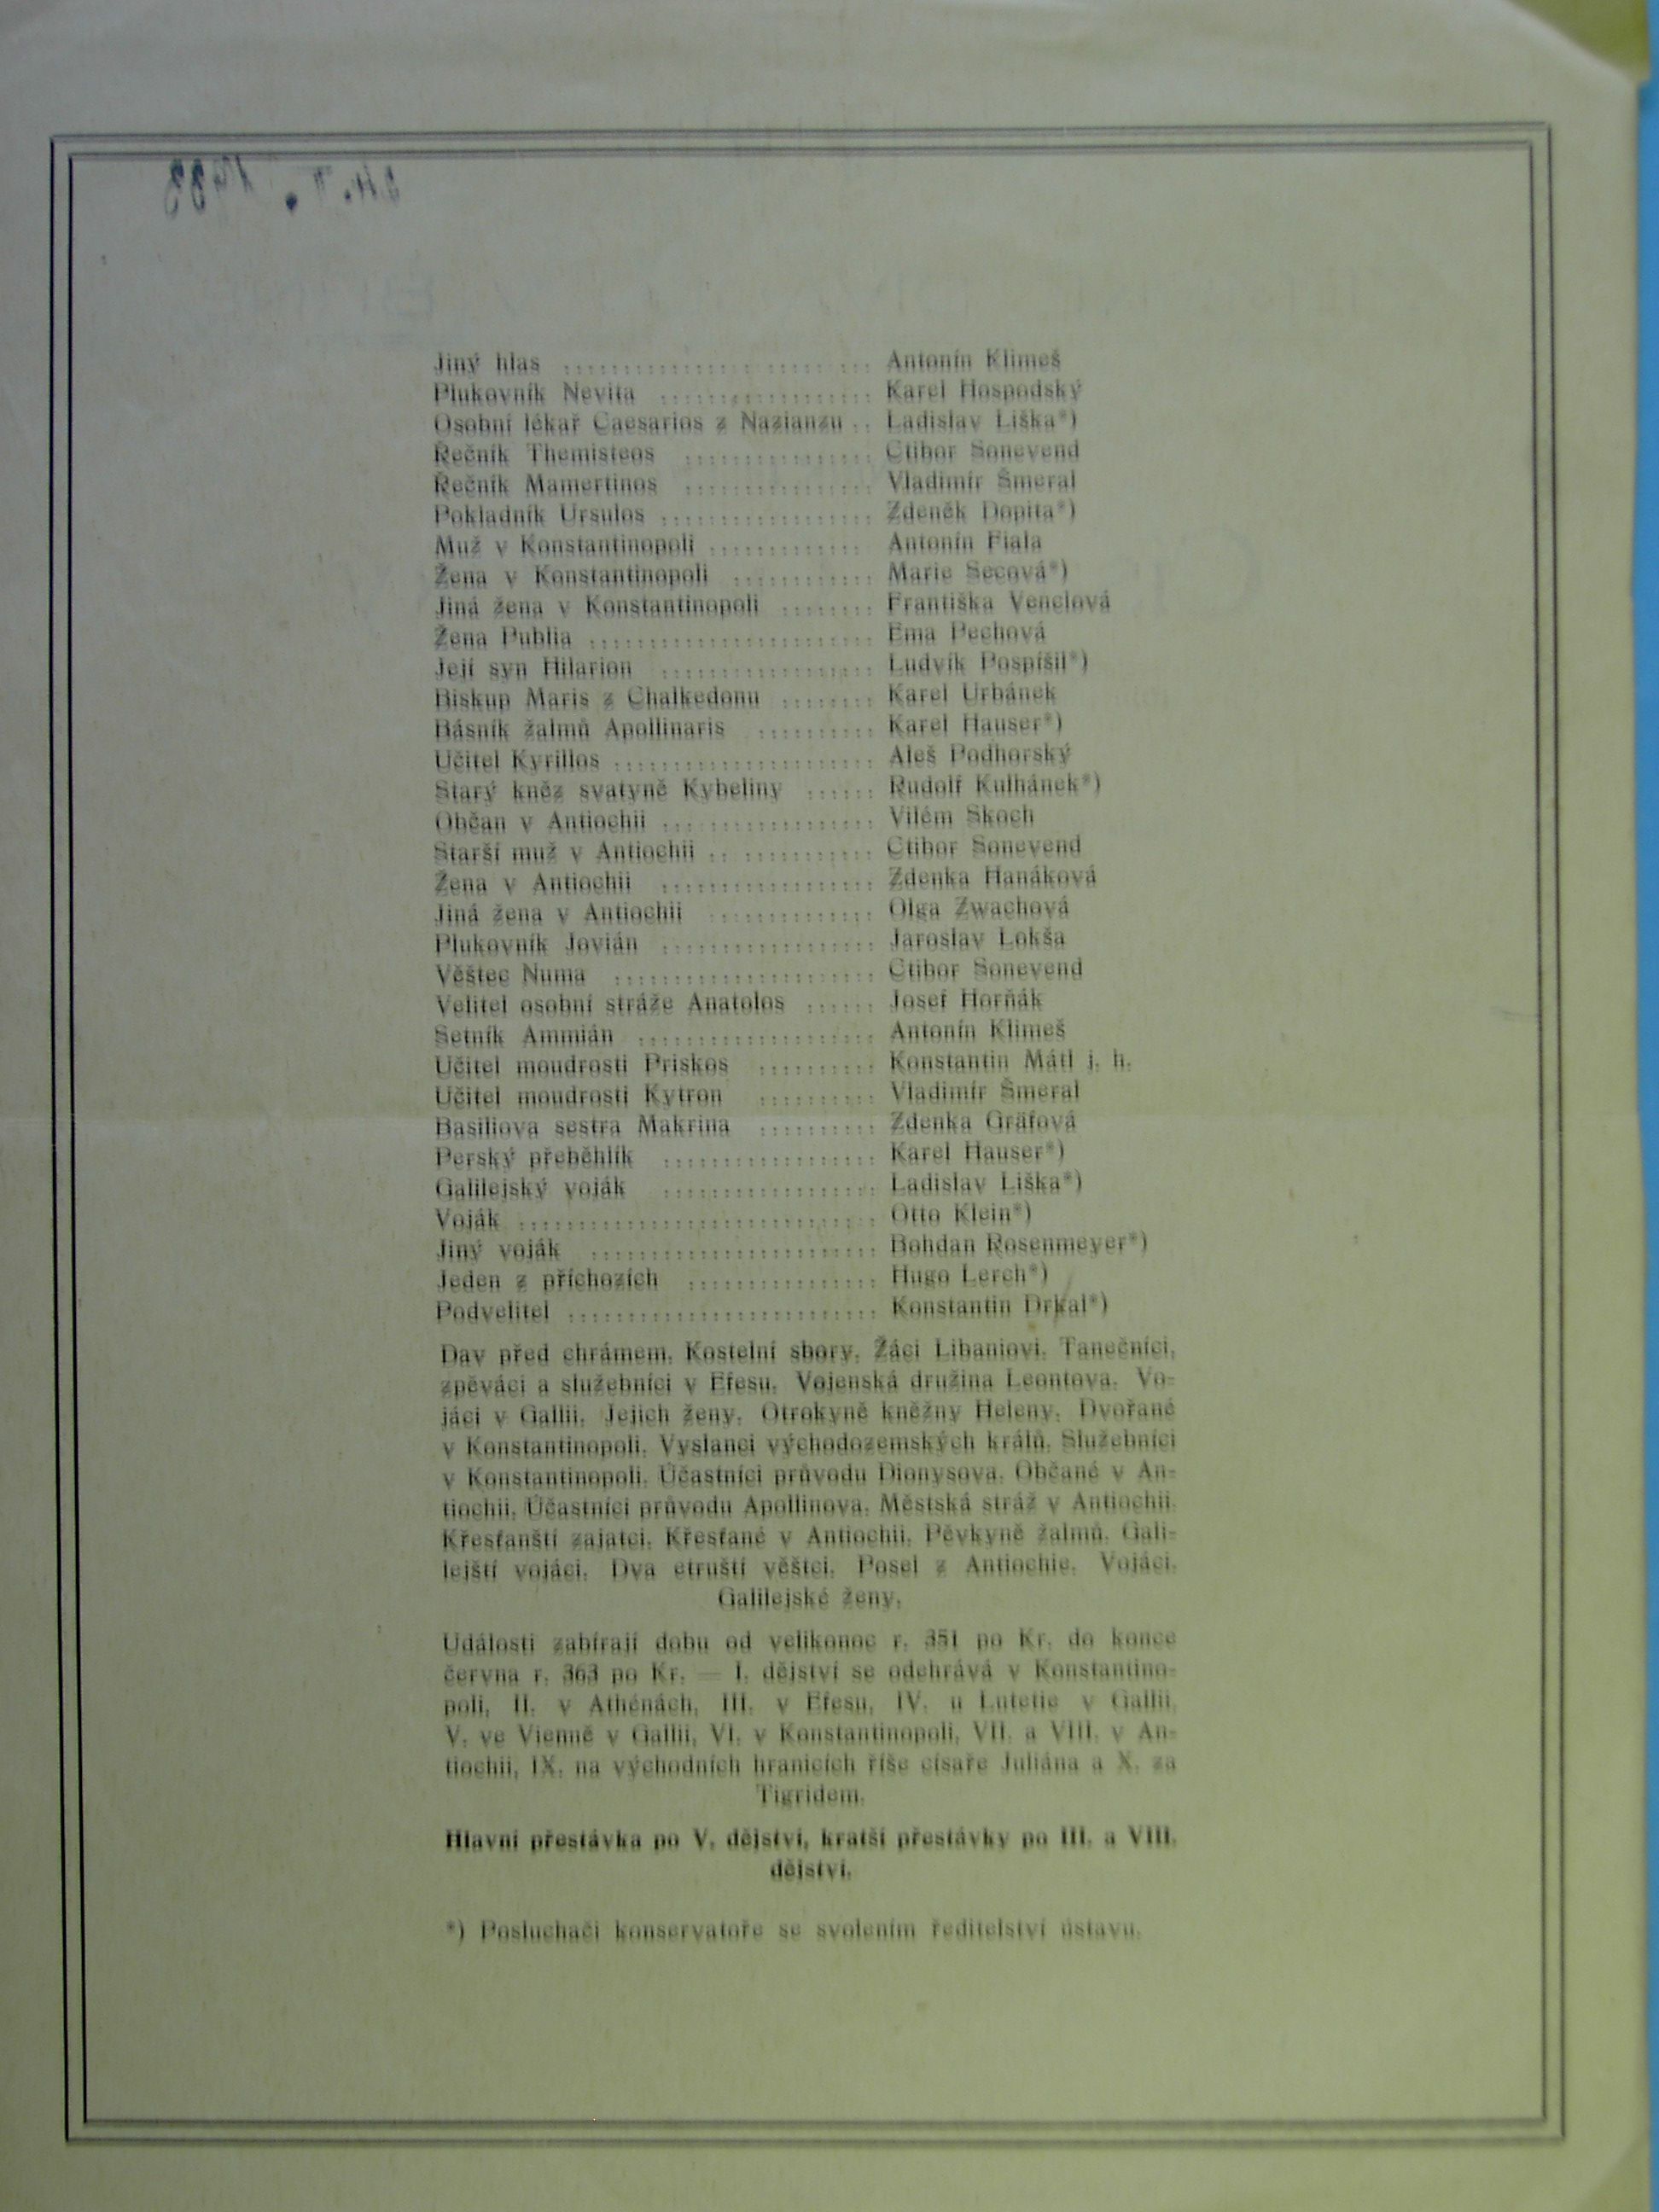 Jiný hlas ........................ Antonín Klimeš
Plukovník Nevita .................. Karel Hospodský
Osobní lékař Caesarios z Nazianzu .. Ladislav Liška*)
Řečník Themisteos ................ Ctibor Sonevend
Řečník Mamertinos ................ Vladimír Šmeral
Pokladník Ursulos .................. Zdeněk Dopita*)
Muž v Konstantinopoli ............. Antonín Fiala
Žena v Konstantinopoli ............ Marie Secová*)
Jiná žena v Konstantinopoli ........ Františka Venclová
Žena Publia ........................ Ema Pechová
Její syn Hilarion .................. Ludvík Pospíšil*)
Biskup Maris z Chalkedonu ........ Karel Urbánek
Básník žalmů Apollinaris .......... Karel Hauser*)
Učitel Kyrillos ...................... Aleš Podhorský
Starý kněz svatyně Kybeliny ...... Rudolf Kulhánek*)
Občan v Antiochii .................. Vilém Skoch
Starší muž v Antiochii .. ........... Ctibor Sonevend
Žena v Antiochii .................. Zdenka Hanáková
Jiná žena v Antiochii .............. Olga Zwachová
Plukovník Jovián .................. Jaroslav Lokša
Věštec Numa ...................... Ctibor Sonevend
Velitel osobní stráže Anatolos ...... Josef Horňák
Setník Ammián .................... Antonín Klimeš
Učitel moudrosti Priskos .......... Konstantin Mátl j. h.
Učitel moudrosti Kytron .......... Vladimír Šmeral
Basiliova sestra Makrina .......... Zdenka Gräfová
Perský přeběhlík .................. Karel Hauser*)
Galilejský voják .................. Ladislav Liška*)
Voják .............................. Otto Klein*)
Jiný voják ........................ Bohdan Rosenmeyer*)
Jeden z příchozích ................ Hugo Lerch*)
Podvelitel .......................... Konstantin Drkal*)
Dav před chrámem. Kostelní sbory. Žáci Libaniovi. Tanečníci,
zpěváci a služebníci v Efesu. Vojenská družina Leontova. Vo-
jáci v Gallii. Jejich ženy. Otrokyně kněžny Heleny. Dvořané
v Konstantinopoli. Vyslanci východozemských králů. Služebníci
v Konstantinopoli. Účastníci průvodu Dionysova. Občané v An-
tiochii. Účastníci průvodu Apollinova. Městská stráž v Antiochii.
Křesťanští zajatci. Křesťané v Antiochii. Pěvkyně žalmů. Gali-
lejští vojáci. Dva etruští věštci. Posel z Antiochie. Vojáci.
Galilejské ženy.
Události zabírají dobu od velikonoc r. 351 po Kr. do konce
června r. 363 po Kr. — I. dějství se odehrává v Konstantino-
poli, II. v Athénách, III. v Efesu, IV. u Lutetie v Gallii,
V. ve Vienně v Gallii, VI. v Konstantinopoli, VII. a VIII. v An-
tiochii, IX. na východních hranicích říše císaře Juliána a X. za
Tigridem.
Hlavní přestávka po V. dějství, kratší přestávky po III. a VIII.
dějství.
*) Posluchači konservatoře se svolením ředitelství ústavu.